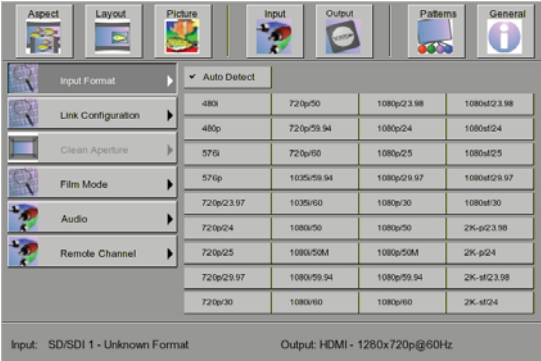 Aspect Layout Picture Input Output Patterns General
Input Format ✔ Auto Detect
Link Configuration
Clean Aperture
Film Mode
Audio
Remote Channel
480i 720p/50 1080p/23.98 1080sf/23.98
480p 720p/59.94 1080p/24 1080sf/24
576i 720p/60 1080p/25 1080sf/25
576p 1035i/59.94 1080p/29.97 1080sf/29.97
720p/23.97 1035i/60 1080p/30 1080sf/30
720p/24 1080i/50 1080p/50 2K-p/23.98
720p/25 1080i/50M 1080p/50M 2K-p/24
720p/29.97 1080i/59.94 1080p/59.94 2K-sf/23.98
720p/30 1080i/60 1080p/60 2K-sf/24
Input: SD/SDI 1 - Unknown Format Output: HDMI - 1280x720p@60Hz